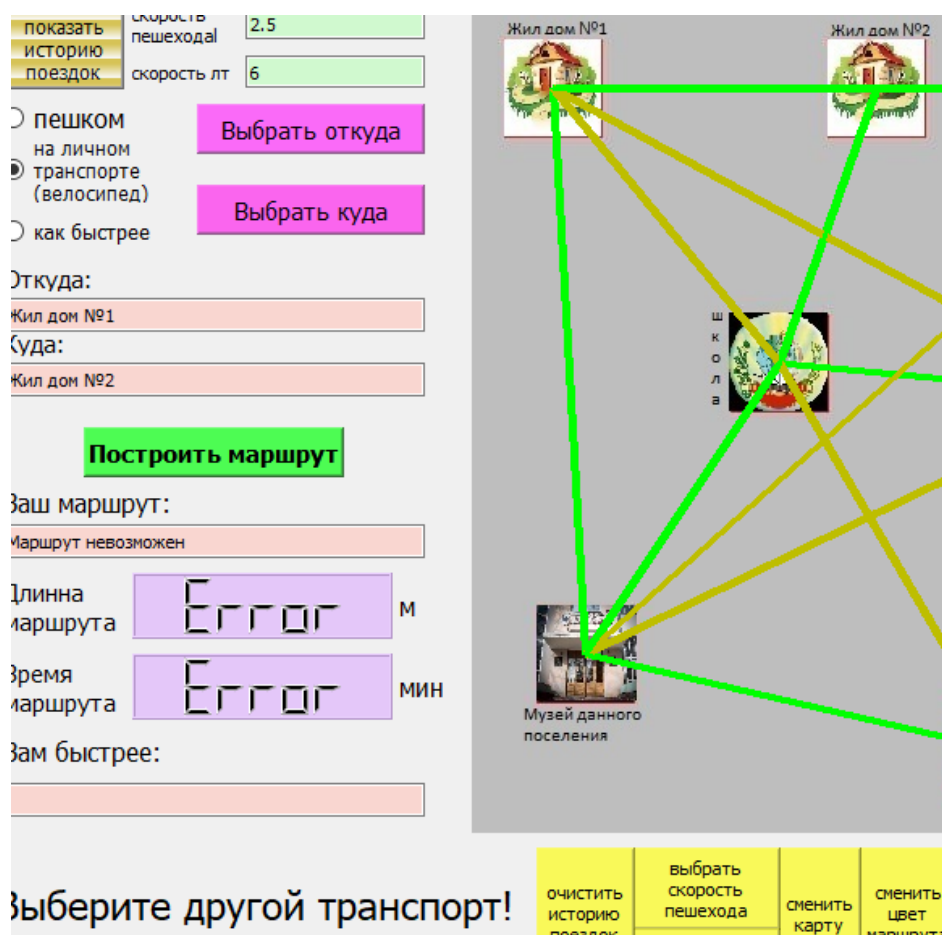 показать
историю
поездок
скорость
пешеходаl
2.5
скорость лт
6
пешком
на личном
транспорте
(велосипед)
как быстрее
Выбрать откуда
Выбрать куда
Откуда:
Жил дом №1
Куда:
Жил дом №2
Построить маршрут
Ваш маршрут:
Маршрут невозможен
Длинна
маршрута
Error
м
Время
маршрута
Error
мин
Вам быстрее:
Выберите другой транспорт!
Жил дом №1
Жил дом №2
ш
к
о
л
а
Музей данного
поселения
очистить
историю
поездок
выбрать
скорость
пешехода
сменить
карту
сменить
цвет
маршрута